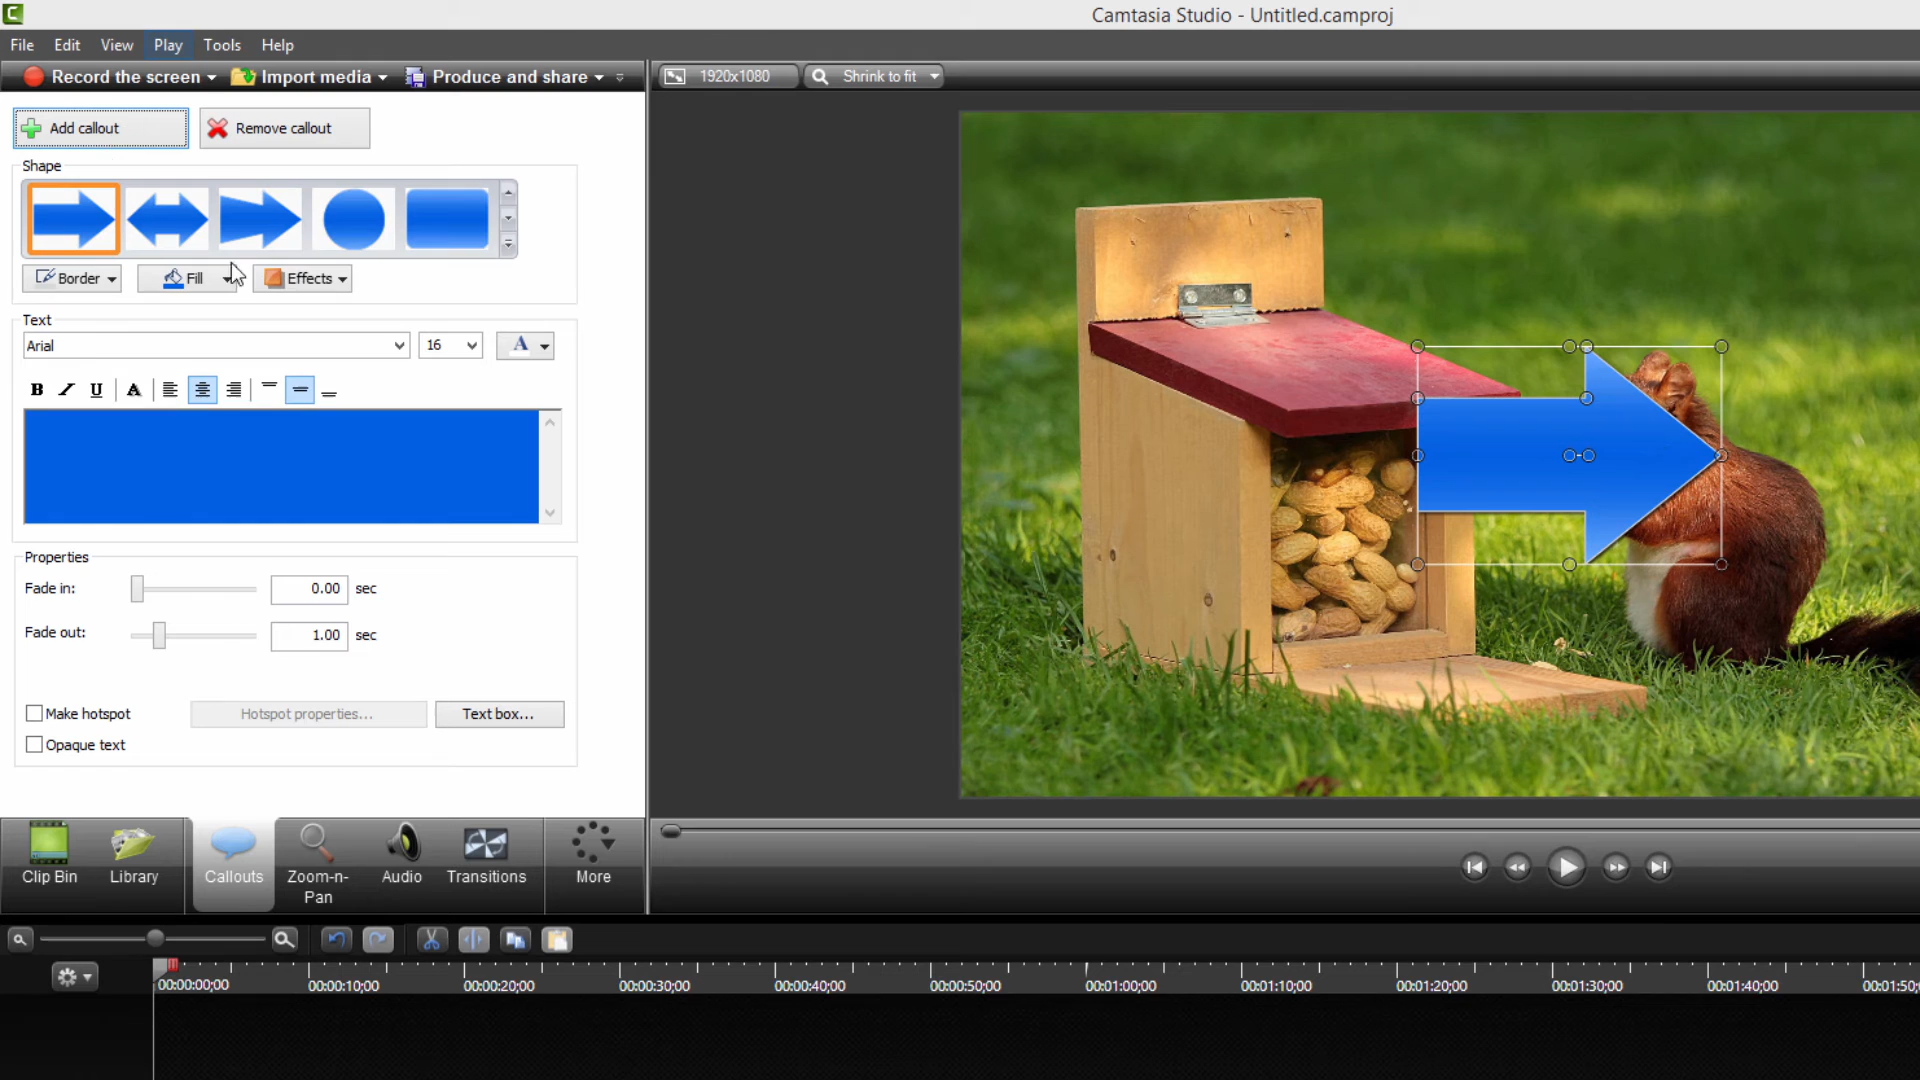 Camtasia Studio - Untitled.camproj
File Edit View Play Tools Help
Record the screen Import media Produce and share 1920x1080 Shrink to fit
Add callout Remove callout
Shape
Border Fill Effects
Text
Arial 16 A
B I U A
Properties
Fade in: 0.00 sec
Fade out: 1.00 sec
Make hotspot Hotspot properties... Text box...
Opaque text
Clip Bin Library Callouts Zoom-n-Pan Audio Transitions More
00:00:00;00 00:00:10;00 00:00:20;00 00:00:30;00 00:00:40;00 00:00:50;00 00:01:00;00 00:01:10;00 00:01:20;00 00:01:30;00 00:01:40;00 00:01:50;